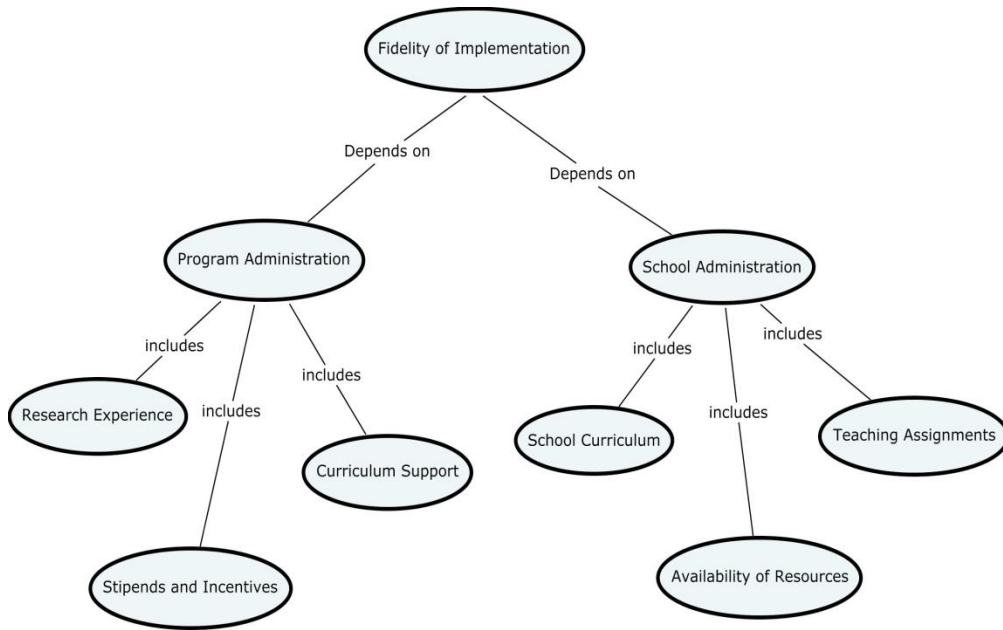 Fidelity of Implementation
Depends on
Depends on
Program Administration
School Administration
includes
includes
includes
includes
includes
includes
Research Experience
School Curriculum
Teaching Assignments
Curriculum Support
Stipends and Incentives
Availability of Resources